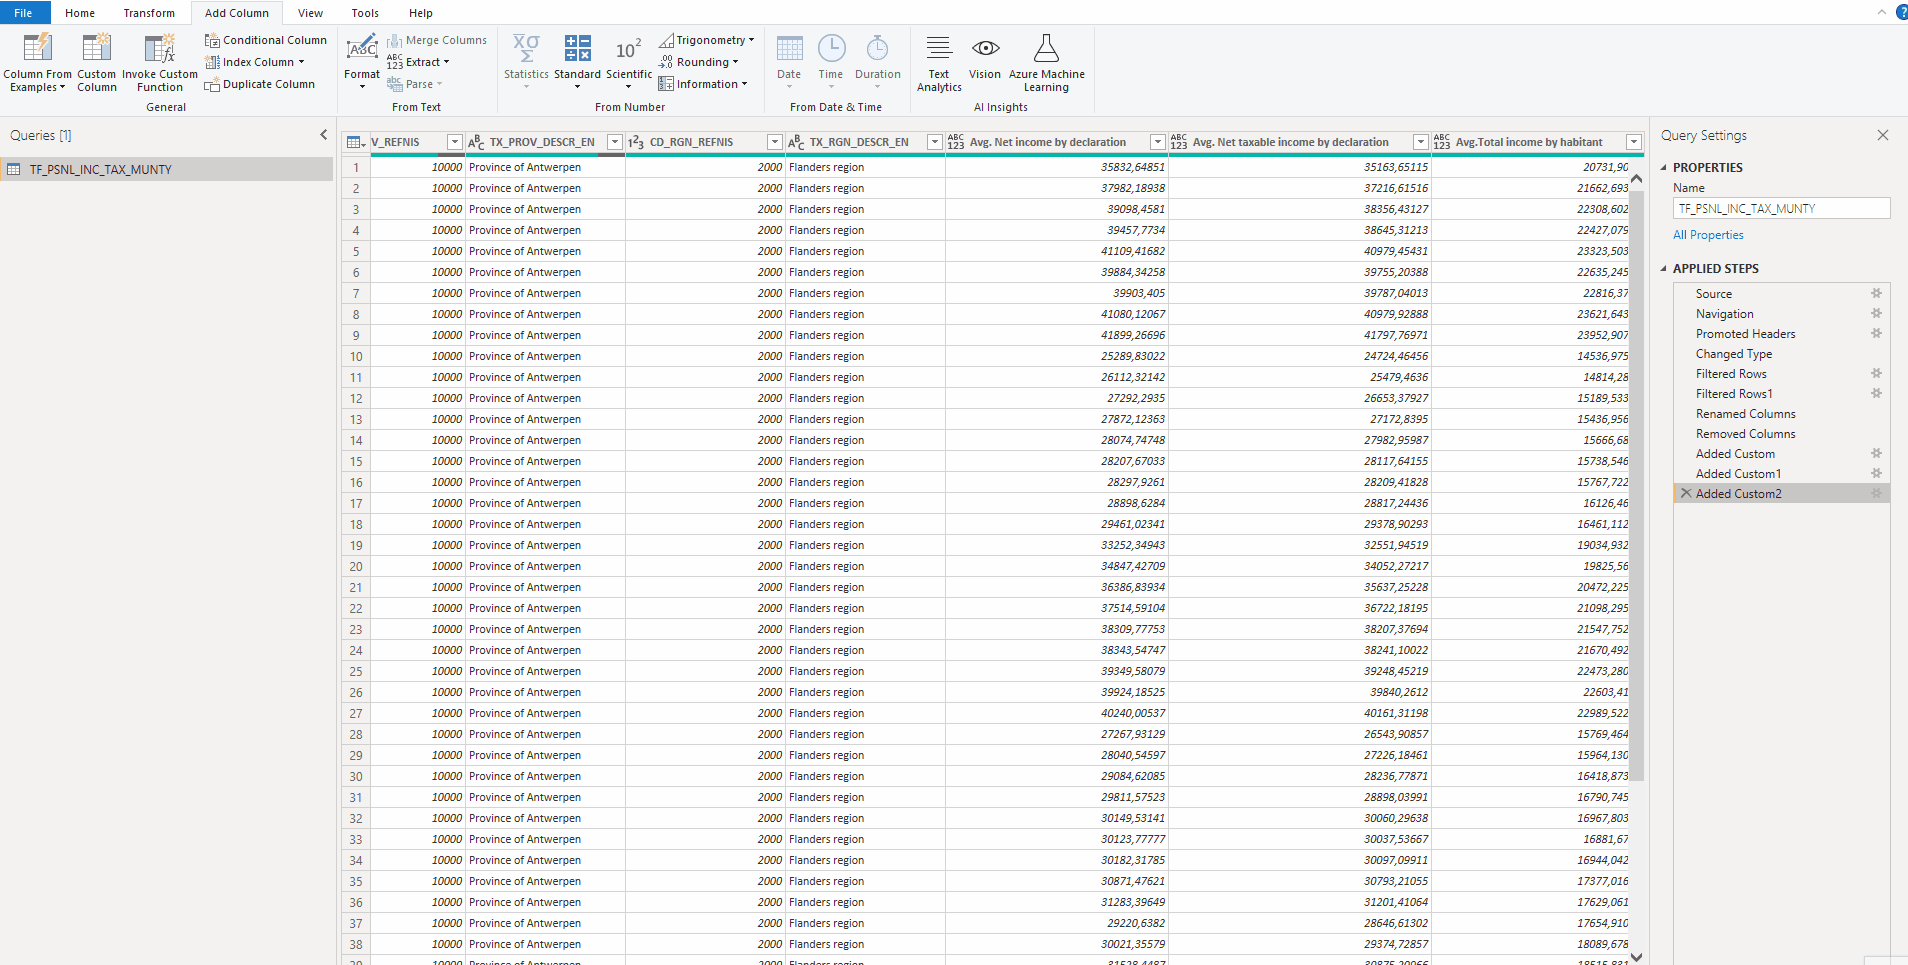 File Home Transform Add Column View Tools Help
Column From Examples
Custom Column
Invoke Custom Function
Conditional Column
Index Column
Duplicate Column
General
ABC
Format
Merge Columns
ABC 123 Extract
abc Parse
From Text
XΣ
Statistics
Standard
10² Scientific
Trigonometry
.00 Rounding
Information
From Number
Date
Time
Duration
From Date & Time
Text Analytics
Vision
Azure Machine Learning
AI Insights
Queries [1]
TF_PSNL_INC_TAX_MUNTY
V_REFNIS ABC TX_PROV_DESCR_EN 123 CD_RGN_REFNIS ABC TX_RGN_DESCR_EN ABC 123 Avg. Net income by declaration ABC 123 Avg. Net taxable income by declaration ABC 123 Avg.Total income by habitant
1 10000 Province of Antwerpen 2000 Flanders region 35832,64851 35163,65115 20731,90
2 10000 Province of Antwerpen 2000 Flanders region 37982,18938 37216,61516 21662,693
3 10000 Province of Antwerpen 2000 Flanders region 39098,4581 38356,43127 22308,602
4 10000 Province of Antwerpen 2000 Flanders region 39457,7734 38645,31213 22427,079
5 10000 Province of Antwerpen 2000 Flanders region 41109,41682 40979,45431 23323,503
6 10000 Province of Antwerpen 2000 Flanders region 39884,34258 39755,20388 22635,245
7 10000 Province of Antwerpen 2000 Flanders region 39903,405 39787,04013 22816,37
8 10000 Province of Antwerpen 2000 Flanders region 41080,12067 40979,92888 23621,643
9 10000 Province of Antwerpen 2000 Flanders region 41899,26696 41797,76971 23952,907
10 10000 Province of Antwerpen 2000 Flanders region 25289,83022 24724,46456 14536,975
11 10000 Province of Antwerpen 2000 Flanders region 26112,32142 25479,4636 14814,28
12 10000 Province of Antwerpen 2000 Flanders region 27292,2935 26653,37927 15189,533
13 10000 Province of Antwerpen 2000 Flanders region 27872,12363 27172,8395 15436,956
14 10000 Province of Antwerpen 2000 Flanders region 28074,74748 27982,95987 15666,68
15 10000 Province of Antwerpen 2000 Flanders region 28207,67033 28117,64155 15738,546
16 10000 Province of Antwerpen 2000 Flanders region 28297,9261 28209,41828 15767,722
17 10000 Province of Antwerpen 2000 Flanders region 28898,6284 28817,24436 16126,46
18 10000 Province of Antwerpen 2000 Flanders region 29461,02341 29378,90293 16461,112
19 10000 Province of Antwerpen 2000 Flanders region 33252,34943 32551,94519 19034,932
20 10000 Province of Antwerpen 2000 Flanders region 34847,42709 34052,27217 19825,56
21 10000 Province of Antwerpen 2000 Flanders region 36386,83934 35637,25228 20472,225
22 10000 Province of Antwerpen 2000 Flanders region 37514,59104 36722,18195 21098,295
23 10000 Province of Antwerpen 2000 Flanders region 38309,77753 38207,37694 21547,752
24 10000 Province of Antwerpen 2000 Flanders region 38343,54747 38241,10022 21670,492
25 10000 Province of Antwerpen 2000 Flanders region 39349,58079 39248,45219 22473,280
26 10000 Province of Antwerpen 2000 Flanders region 39924,18525 39840,2612 22603,41
27 10000 Province of Antwerpen 2000 Flanders region 40240,00537 40161,31198 22989,522
28 10000 Province of Antwerpen 2000 Flanders region 27267,93129 26543,90857 15769,464
29 10000 Province of Antwerpen 2000 Flanders region 28040,54597 27226,18461 15964,130
30 10000 Province of Antwerpen 2000 Flanders region 29084,62085 28236,77871 16418,873
31 10000 Province of Antwerpen 2000 Flanders region 29811,57523 28898,03991 16790,745
32 10000 Province of Antwerpen 2000 Flanders region 30149,53141 30060,29638 16967,803
33 10000 Province of Antwerpen 2000 Flanders region 30123,77777 30037,53667 16881,67
34 10000 Province of Antwerpen 2000 Flanders region 30182,31785 30097,09911 16944,042
35 10000 Province of Antwerpen 2000 Flanders region 30871,47621 30793,21055 17377,016
36 10000 Province of Antwerpen 2000 Flanders region 31283,39649 31201,41064 17629,061
37 10000 Province of Antwerpen 2000 Flanders region 29220,6382 28646,61302 17654,910
38 10000 Province of Antwerpen 2000 Flanders region 30021,35579 29374,72857 18089,678
Query Settings
PROPERTIES
Name
TF_PSNL_INC_TAX_MUNTY
All Properties
APPLIED STEPS
Source
Navigation
Promoted Headers
Changed Type
Filtered Rows
Filtered Rows1
Renamed Columns
Removed Columns
Added Custom
Added Custom1
Added Custom2